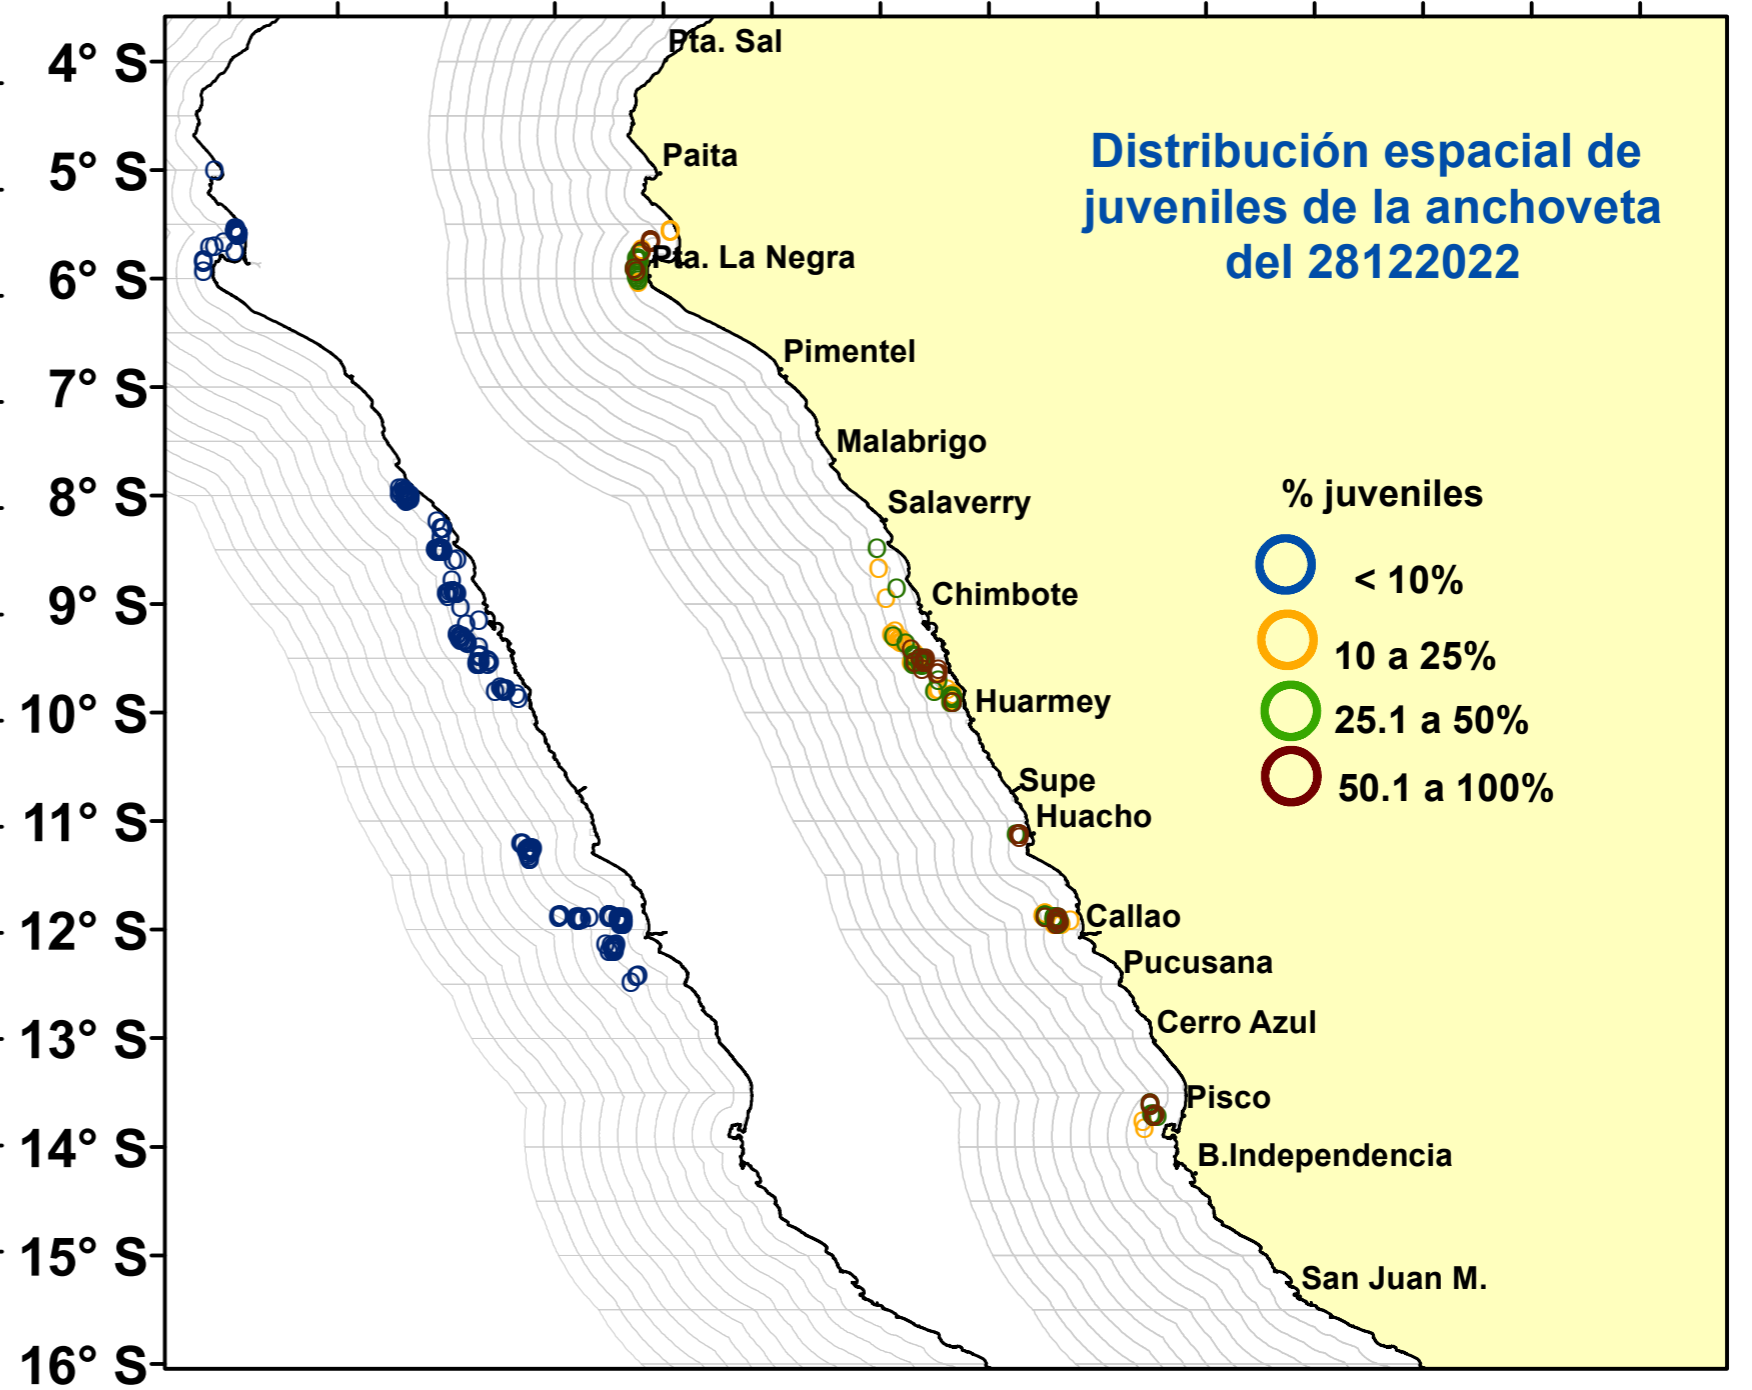 4° S
5° S
6° S
7° S
8° S
9° S
10° S
11° S
12° S
13° S
14° S
15° S
16° S
Pta. Sal
Paita
Pta. La Negra
Pimentel
Malabrigo
Salaverry
Chimbote
Huarmey
Supe
Huacho
Callao
Pucusana
Cerro Azul
Pisco
B.Independencia
San Juan M.
Distribución espacial de
juveniles de la anchoveta
del 28122022
% juveniles
< 10%
10 a 25%
25.1 a 50%
50.1 a 100%